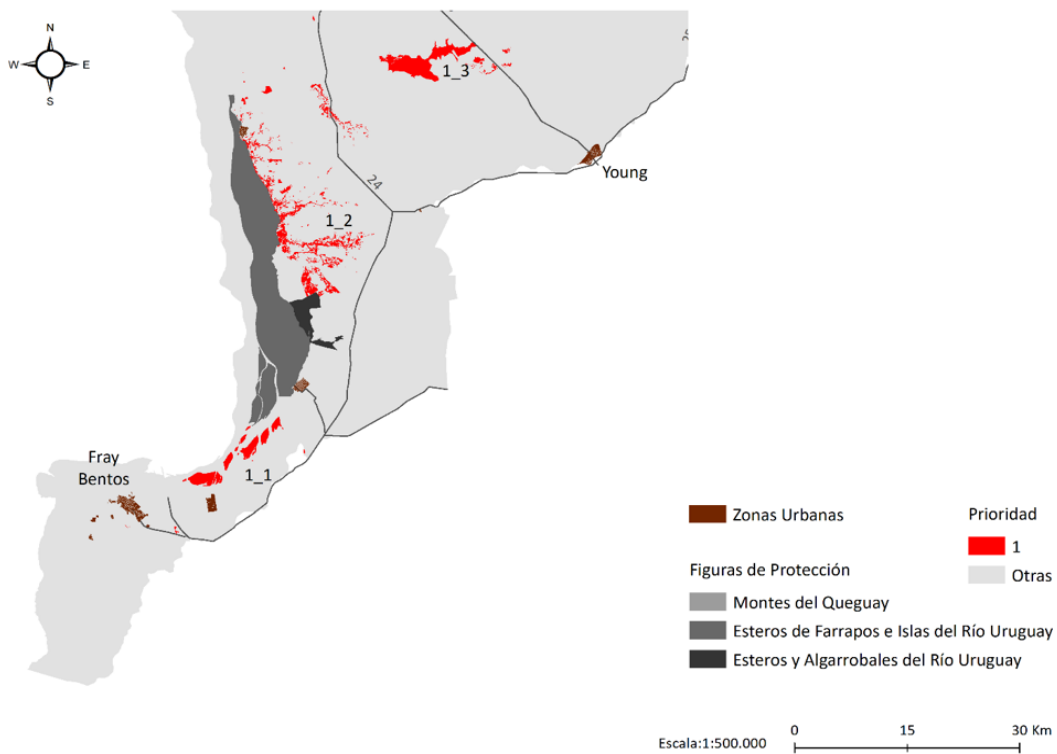 N
W E
S
1_3
Young
24
1_2
Fray
Bentos
1_1
Zonas Urbanas
Prioridad
1
Otras
Figuras de Protección
Montes del Queguay
Esteros de Farrapos e Islas del Río Uruguay
Esteros y Algarrobales del Río Uruguay
Escala:1:500.000
0 15 30 Km